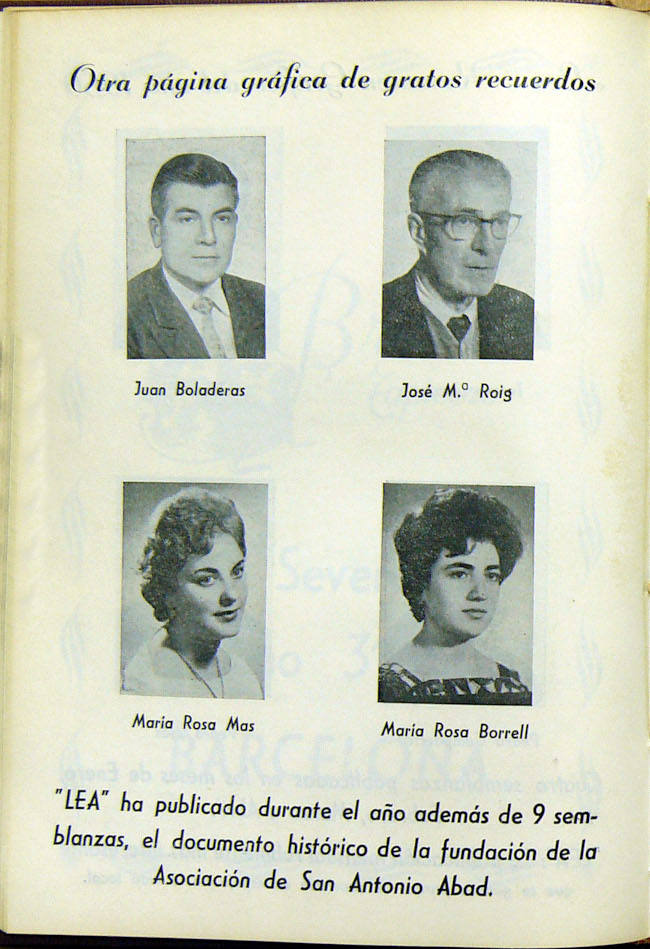 Otra página gráfica de gratos recuerdos
Juan Boladeras
José M.ª Roig
María Rosa Mas
María Rosa Borrell
"LEA" ha publicado durante el año además de 9 sem-
blanzas, el documento histórico de la fundación de la
Asociación de San Antonio Abad.